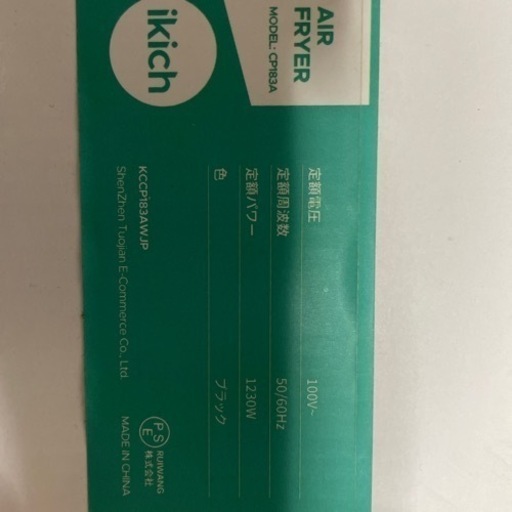 ikich
AIR
FRYER
MODEL: CP183A
定額電圧 100V~
定額周波数 50/60Hz
定額パワー 1230W
色 ブラック
KCCP183AWJP
ShenZhen Tuojian E-Commerce Co., Ltd.
PSE
RUIWANG
株式会社
MADE IN CHINA